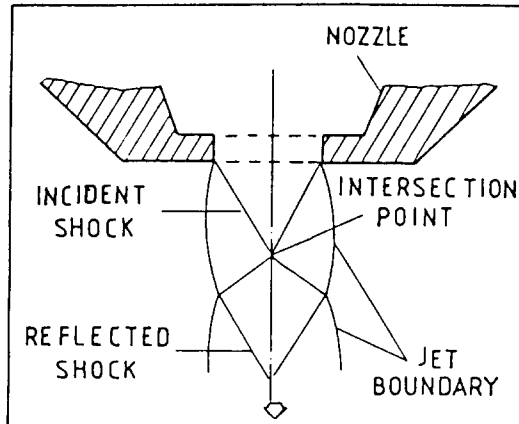 NOZZLE
INCIDENT
SHOCK
INTERSECTION
POINT
REFLECTED
SHOCK
JET
BOUNDARY